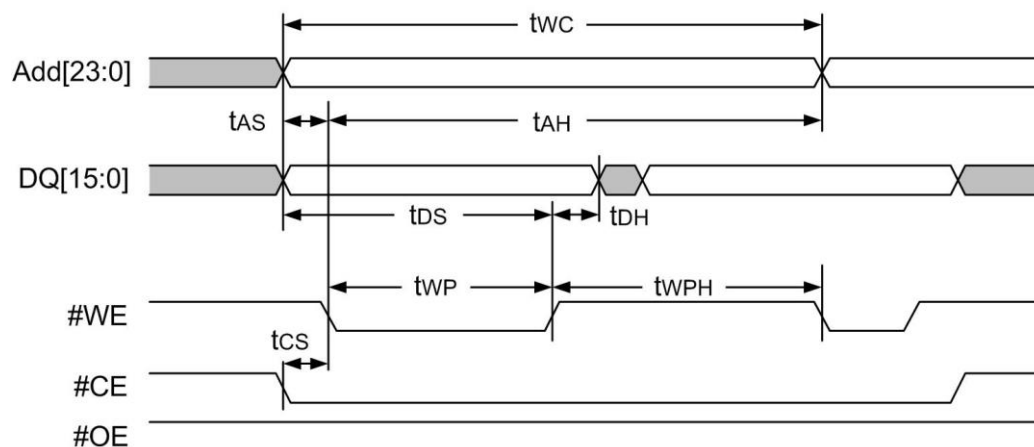 tWC
Add[23:0]
tAS
tAH
DQ[15:0]
tDS
tDH
tWP
tWPH
#WE
tCS
#CE
#OE